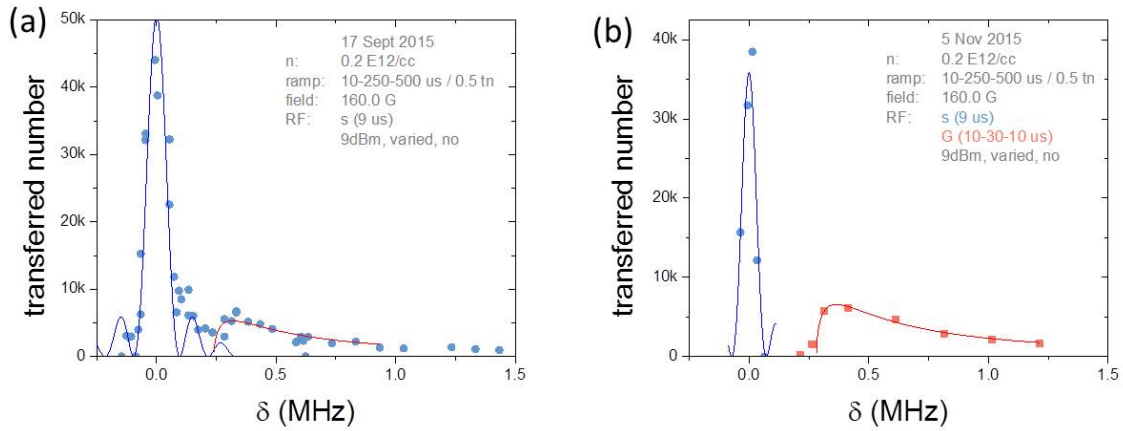 (a)
50k
40k
30k
20k
10k
0
transferred number
17 Sept 2015
n: 0.2 E12/cc
ramp: 10-250-500 us / 0.5 tn
field: 160.0 G
RF: s (9 us)
9dBm, varied, no
0.0 0.5 1.0 1.5
δ (MHz)
(b)
40k
30k
20k
10k
0
transferred number
5 Nov 2015
n: 0.2 E12/cc
ramp: 10-250-500 us / 0.5 tn
field: 160.0 G
RF: s (9 us)
G (10-30-10 us)
9dBm, varied, no
0.0 0.5 1.0 1.5
δ (MHz)